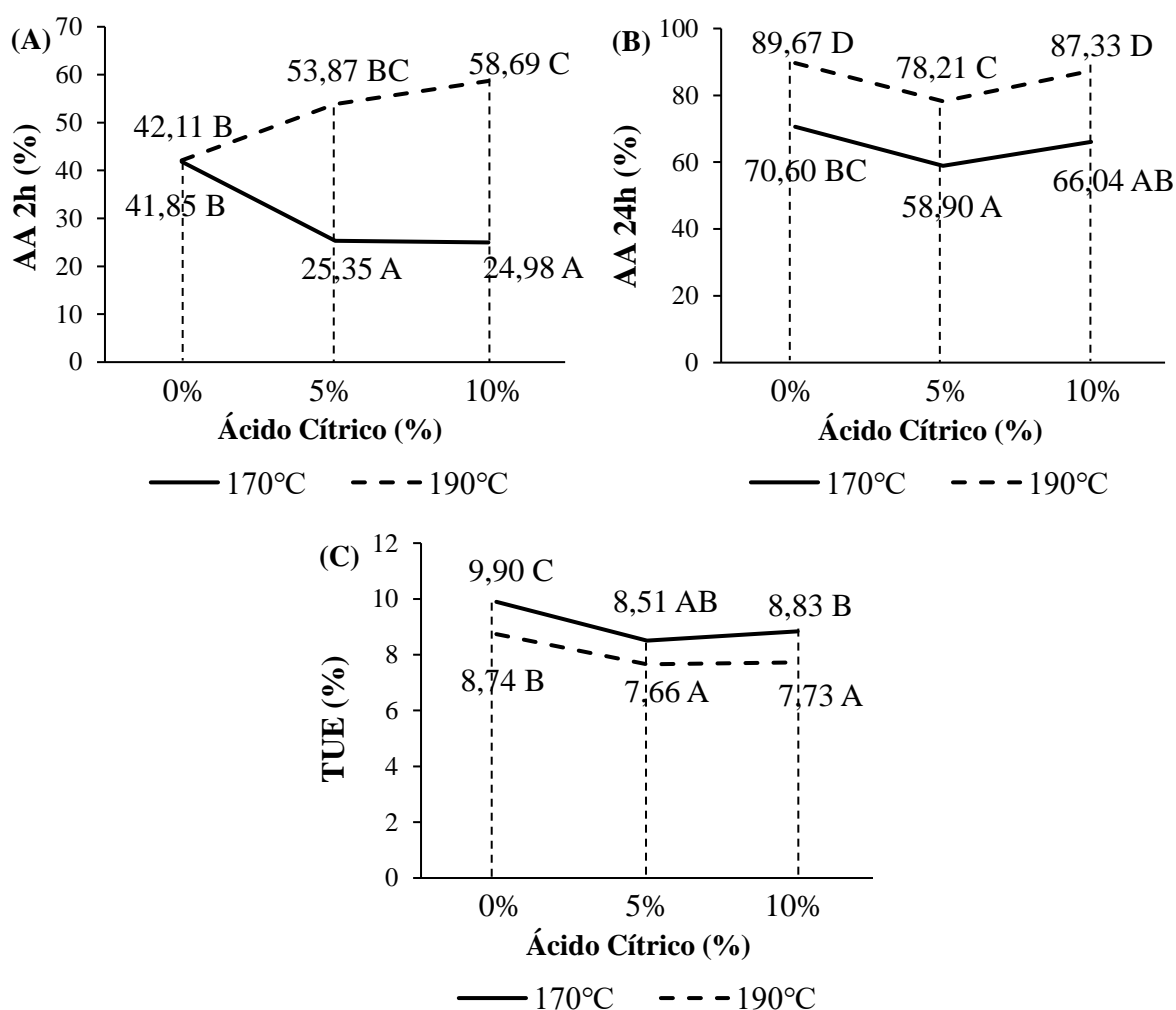 (A)
AA 2h (%)
70
60
50
40
30
20
10
0
42,11 B
53,87 BC
58,69 C
41,85 B
25,35 A
24,98 A
0%
5%
10%
Ácido Cítrico (%)
170°C
190°C
(B)
AA 24h (%)
100
80
60
40
20
0
89,67 D
78,21 C
87,33 D
70,60 BC
58,90 A
66,04 AB
0%
5%
10%
Ácido Cítrico (%)
170°C
190°C
(C)
TUE (%)
12
10
8
6
4
2
0
9,90 C
8,51 AB
8,83 B
8,74 B
7,66 A
7,73 A
0%
5%
10%
Ácido Cítrico (%)
170°C
190°C